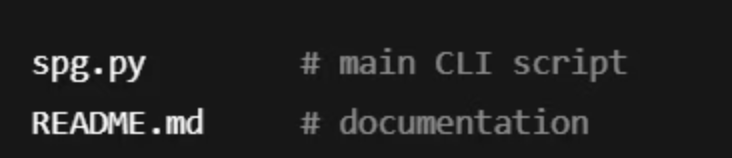 spg.py # main CLI script
README.md # documentation